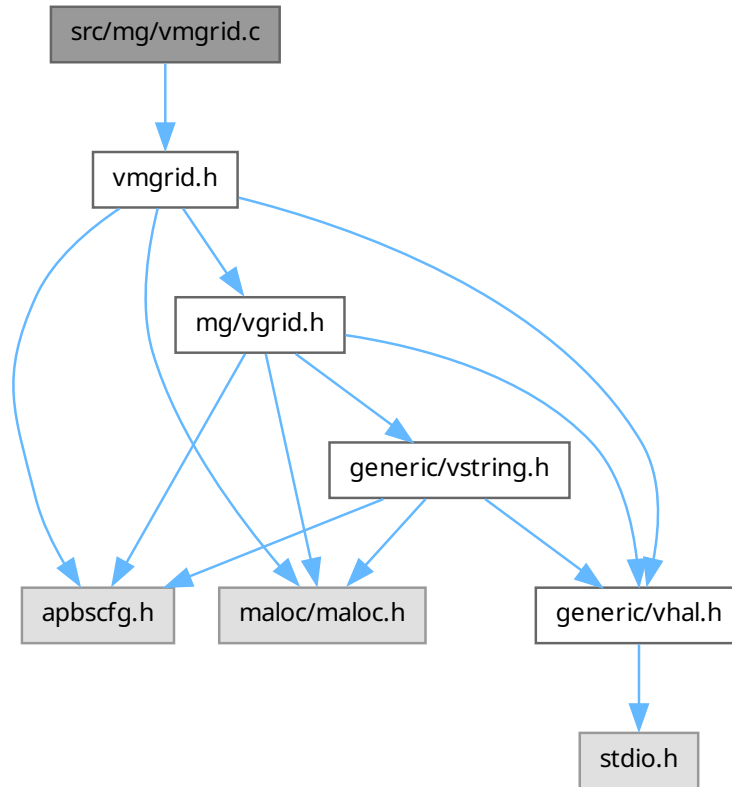 src/mg/vmgrid.c
vmgrid.h
mg/vgrid.h
generic/vstring.h
apbscfg.h
maloc/maloc.h
generic/vhal.h
stdio.h